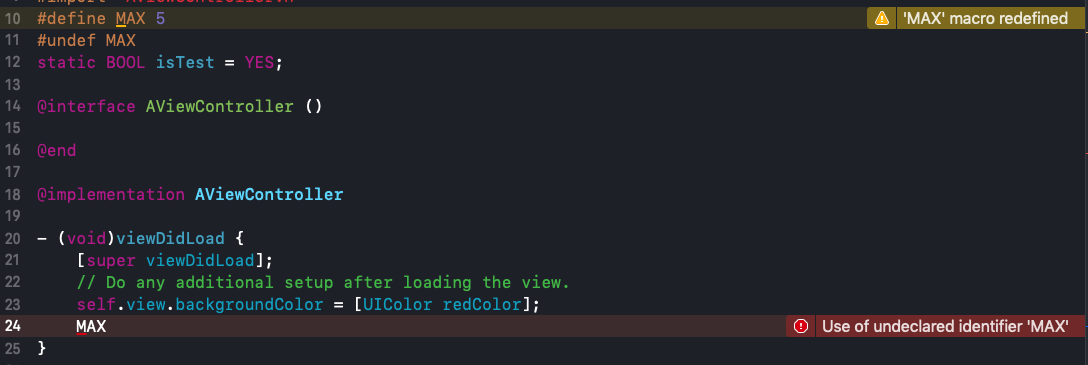 10 #define MAX 5 'MAX' macro redefined
11 #undef MAX
12 static BOOL isTest = YES;
13
14 @interface AViewController ()
15
16 @end
17
18 @implementation AViewController
19
20 - (void)viewDidLoad {
21 [super viewDidLoad];
22 // Do any additional setup after loading the view.
23 self.view.backgroundColor = [UIColor redColor];
24 MAX Use of undeclared identifier 'MAX'
25 }